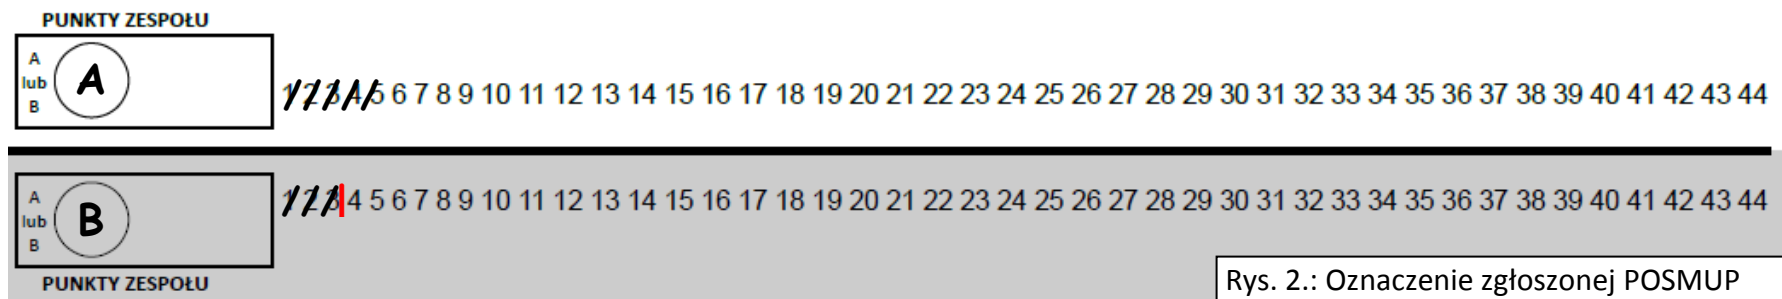 PUNKTY ZESPOŁU
A
lub
B
A
1 2 3 4 5 6 7 8 9 10 11 12 13 14 15 16 17 18 19 20 21 22 23 24 25 26 27 28 29 30 31 32 33 34 35 36 37 38 39 40 41 42 43 44
A
lub
B
B
1 2 3 4 5 6 7 8 9 10 11 12 13 14 15 16 17 18 19 20 21 22 23 24 25 26 27 28 29 30 31 32 33 34 35 36 37 38 39 40 41 42 43 44
PUNKTY ZESPOŁU
Rys. 2.: Oznaczenie zgłoszonej POSMUP